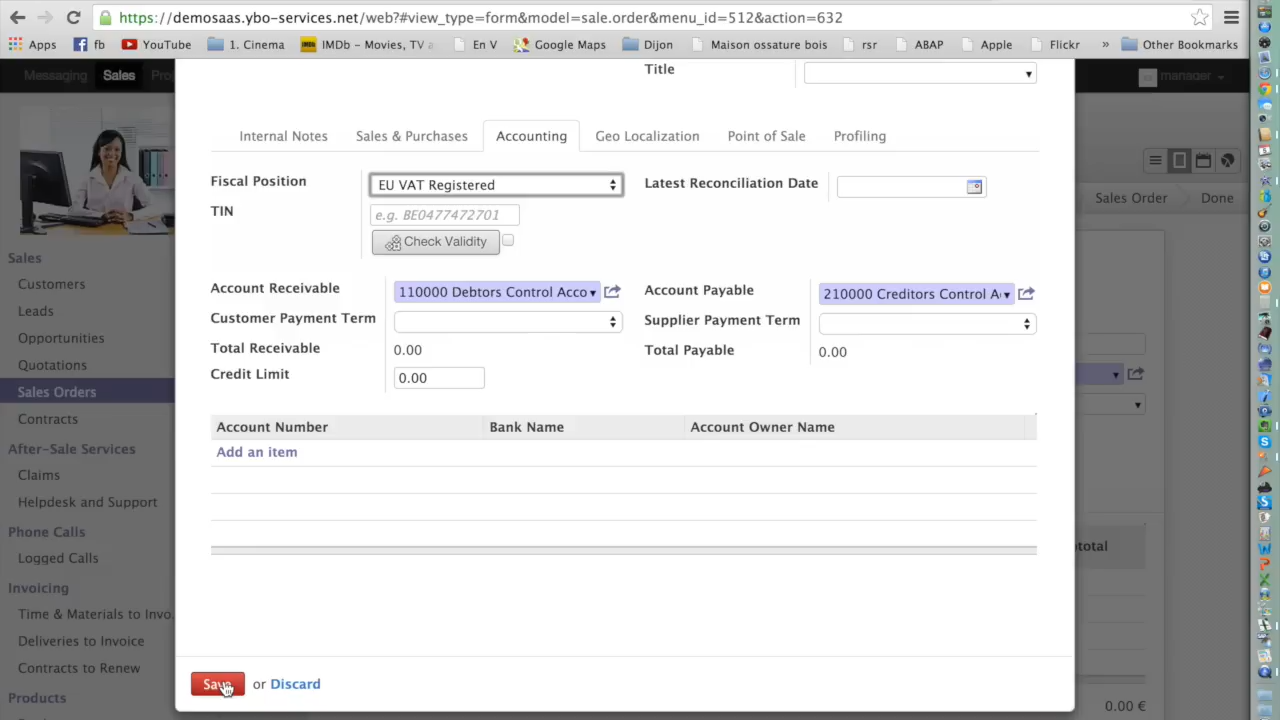 https://demosaas.ybo-services.net/web?#view_type=form&model=sale.order&menu_id=512&action=632
Apps fb YouTube 1. Cinema IMDb - Movies, TV En V Google Maps Dijon Maison ossature bois rsr ABAP Apple Flickr » Other Bookmarks
Messaging Sales manager
Title
Internal Notes Sales & Purchases Accounting Geo Localization Point of Sale Profiling
Fiscal Position EU VAT Registered Latest Reconciliation Date
TIN e.g. BE0477472701
Check Validity
Sales Order Done
Account Receivable 110000 Debtors Control Acco Account Payable 210000 Creditors Control A
Customer Payment Term Supplier Payment Term
Total Receivable 0.00 Total Payable 0.00
Credit Limit 0.00
Account Number Bank Name Account Owner Name
Add an item
Save or Discard
Sales
Customers
Leads
Opportunities
Quotations
Sales Orders
Contracts
After-Sale Services
Claims
Helpdesk and Support
Phone Calls
Logged Calls
Invoicing
Time & Materials to Invo
Deliveries to Invoice
Contracts to Renew
Products
0.00 €